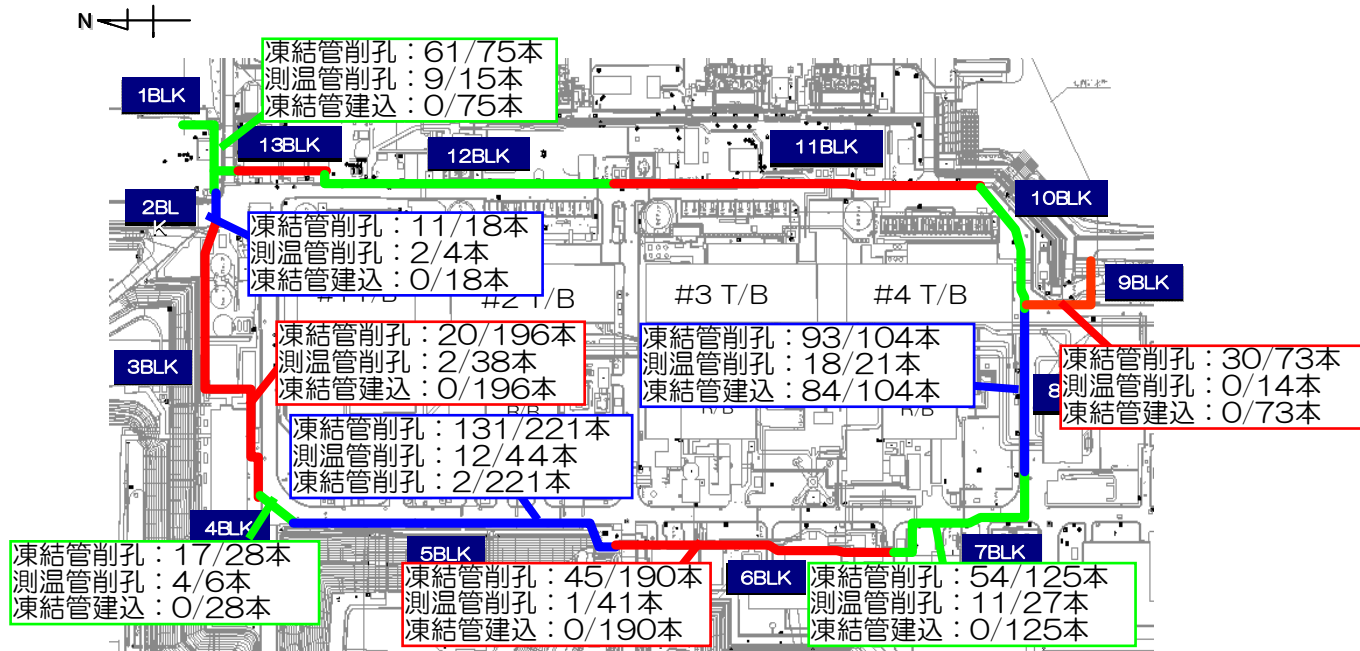 N
凍結管削孔：61/75本
測温管削孔：9/15本
凍結管建込：0/75本
1BLK
13BLK
12BLK
11BLK
10BLK
2BL
K
凍結管削孔：11/18本
測温管削孔：2/4本
凍結管建込：0/18本
9BLK
#2 T/B
#3 T/B
#4 T/B
凍結管削孔：20/196本
測温管削孔：2/38本
凍結管建込：0/196本
凍結管削孔：93/104本
測温管削孔：18/21本
凍結管建込：84/104本
凍結管削孔：30/73本
測温管削孔：0/14本
凍結管建込：0/73本
3BLK
8
R/B
R/B
R/B
凍結管削孔：131/221本
測温管削孔：12/44本
凍結管建込：2/221本
4BLK
5BLK
6BLK
7BLK
凍結管削孔：17/28本
測温管削孔：4/6本
凍結管建込：0/28本
凍結管削孔：45/190本
測温管削孔：1/41本
凍結管建込：0/190本
凍結管削孔：54/125本
測温管削孔：11/27本
凍結管建込：0/125本